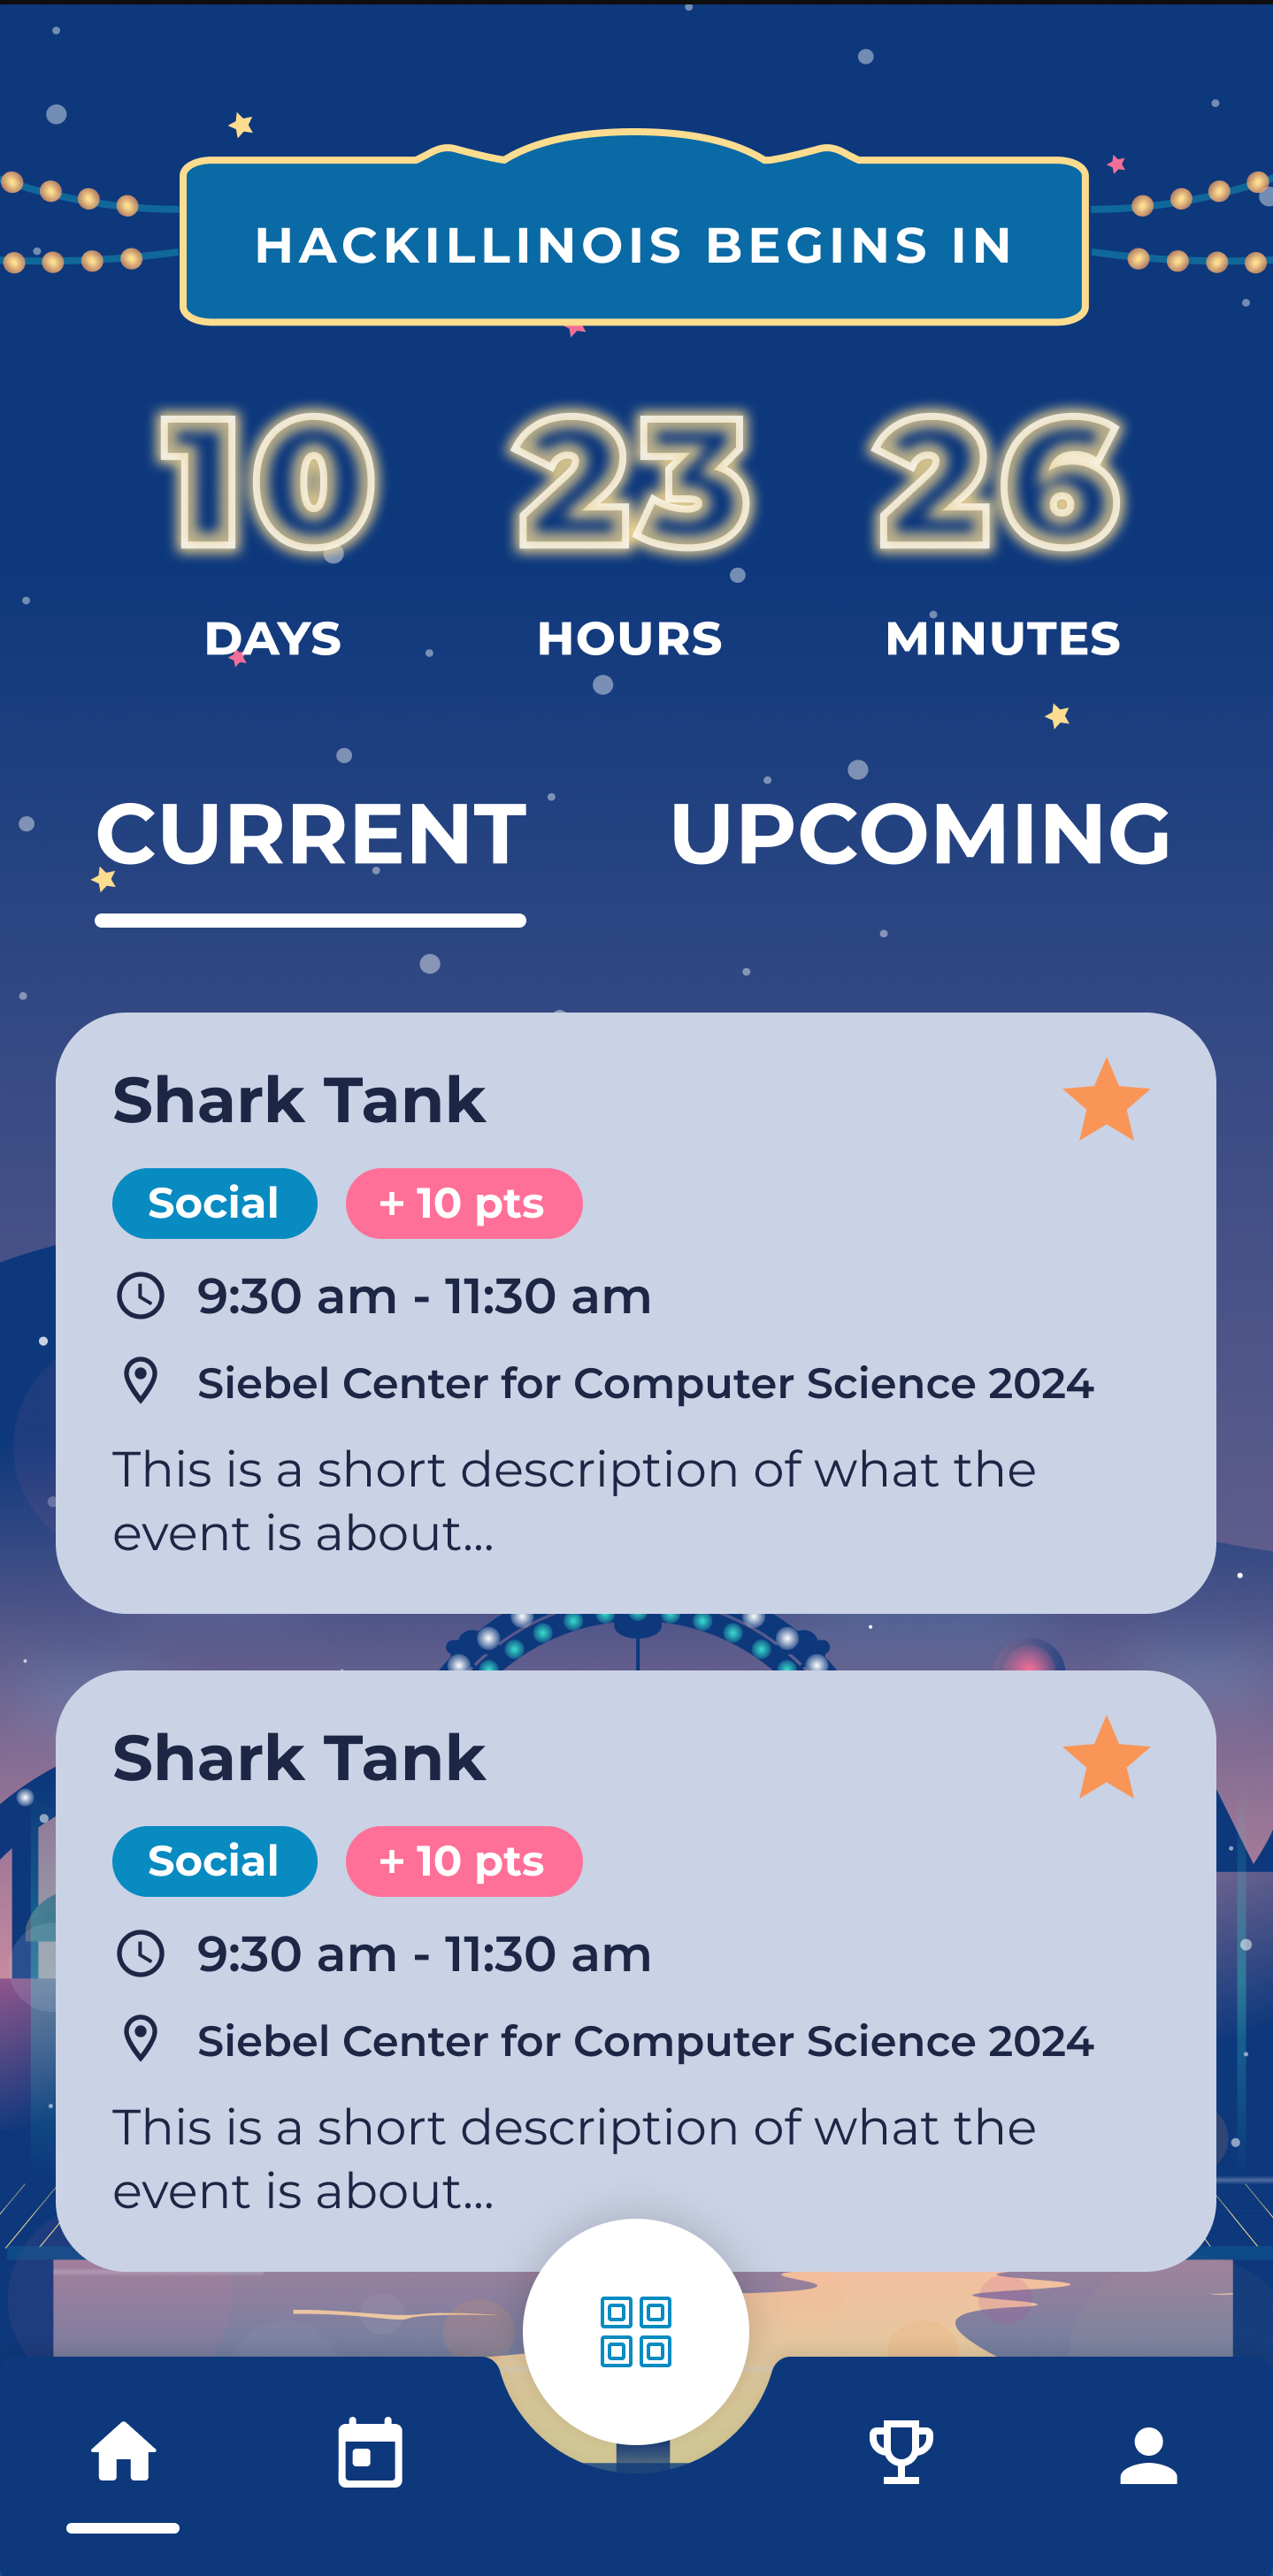 HACKILLINOIS BEGINS IN
10 23 26
DAYS HOURS MINUTES
CURRENT UPCOMING
Shark Tank
Social + 10 pts
9:30 am - 11:30 am
Siebel Center for Computer Science 2024
This is a short description of what the
event is about...
Shark Tank
Social + 10 pts
9:30 am - 11:30 am
Siebel Center for Computer Science 2024
This is a short description of what the
event is about...